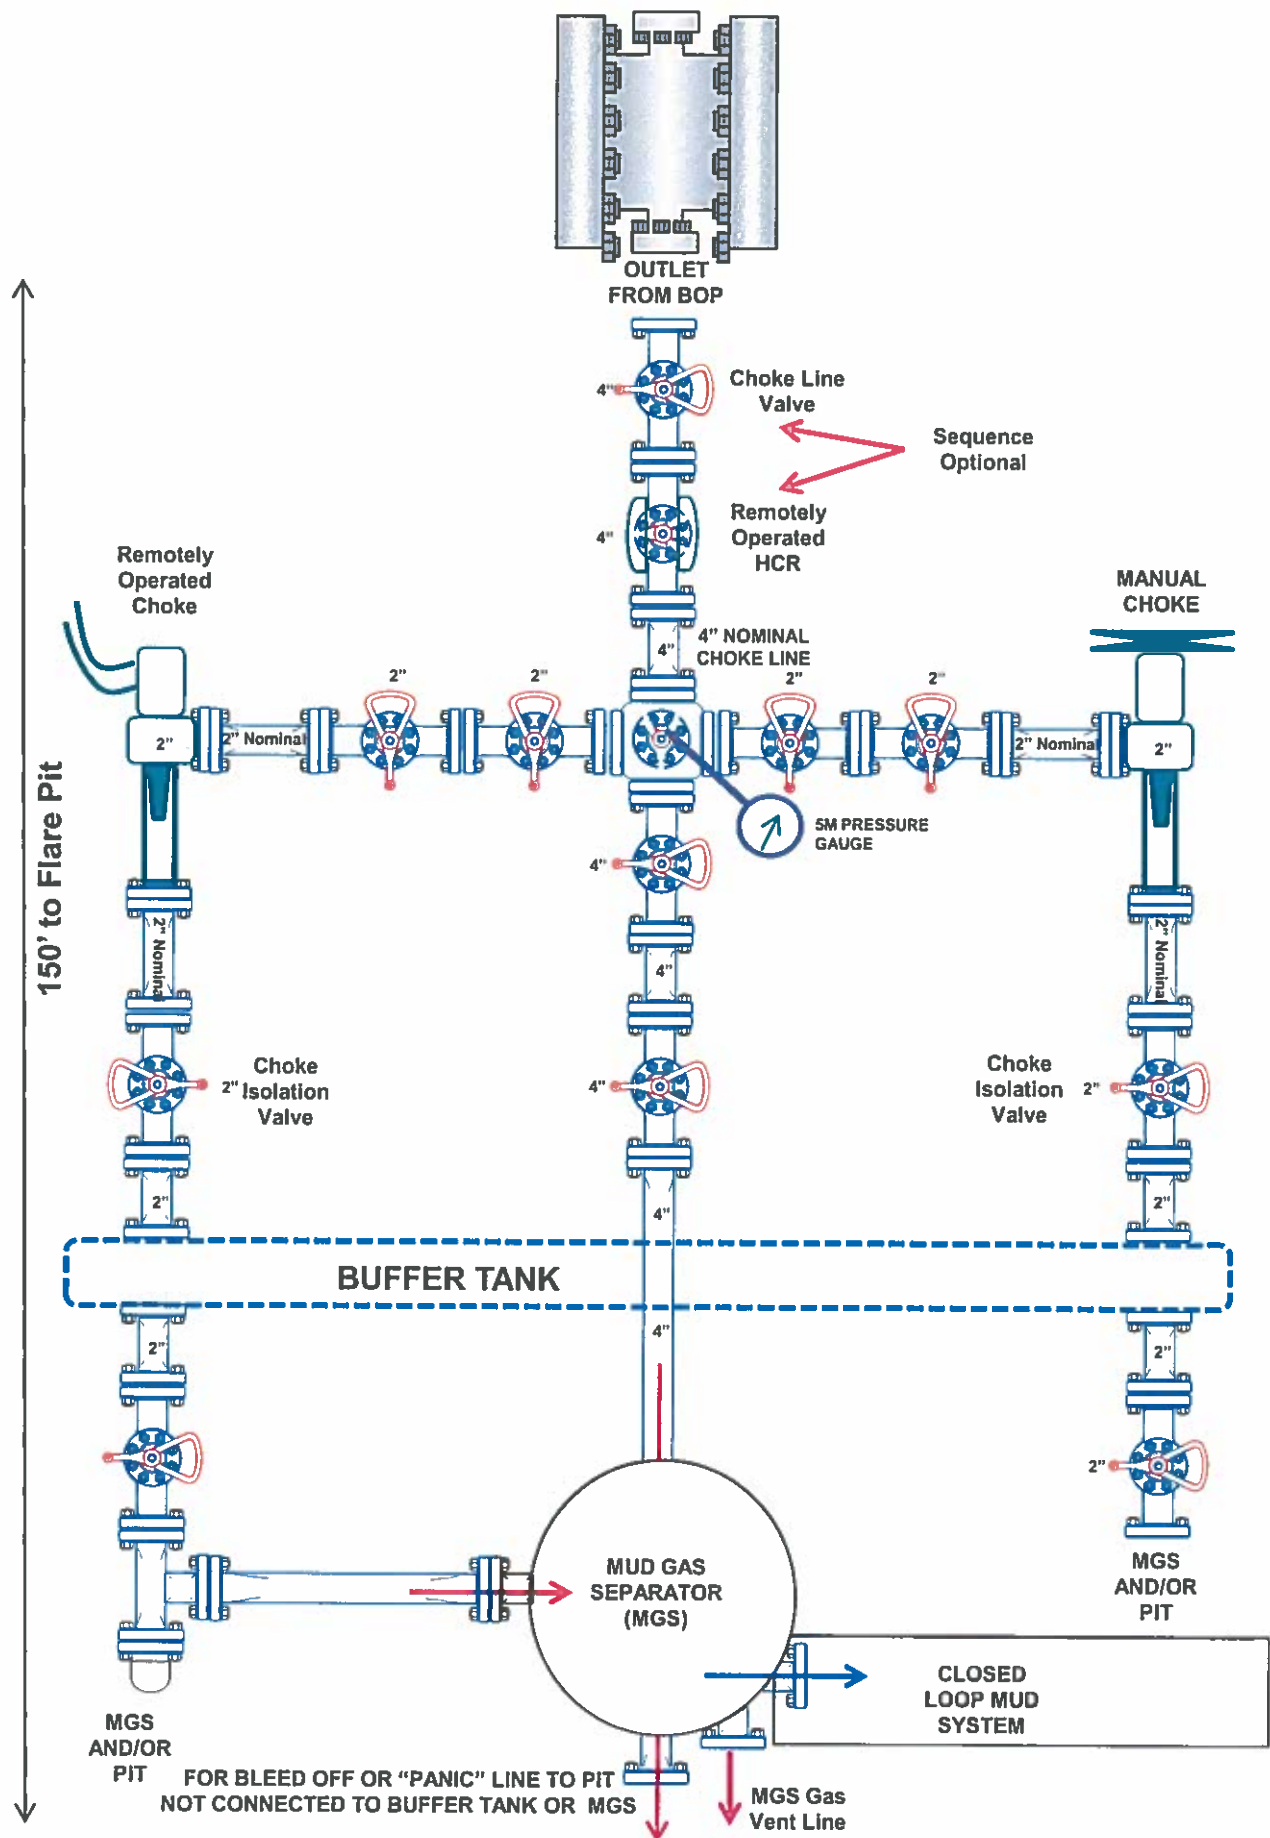 OUTLET
FROM BOP
4"
Choke Line
Valve
Sequence
Optional
4"
Remotely
Operated
HCR
Remotely
Operated
Choke
MANUAL
CHOKE
4"
4" NOMINAL
CHOKE LINE
2"
2"
2"
2"
2"
2" Nominal
2" Nominal
2"
5M PRESSURE
GAUGE
4"
150' to Flare Pit
2" Nominal
4"
2" Nominal
2"
Choke
Isolation
Valve
4"
Choke
Isolation
Valve
2"
2"
4"
2"
BUFFER TANK
2"
4"
2"
2"
MUD GAS
SEPARATOR
(MGS)
MGS
AND/OR
PIT
CLOSED
LOOP MUD
SYSTEM
MGS
AND/OR
PIT
FOR BLEED OFF OR "PANIC" LINE TO PIT
NOT CONNECTED TO BUFFER TANK OR MGS
MGS Gas
Vent Line